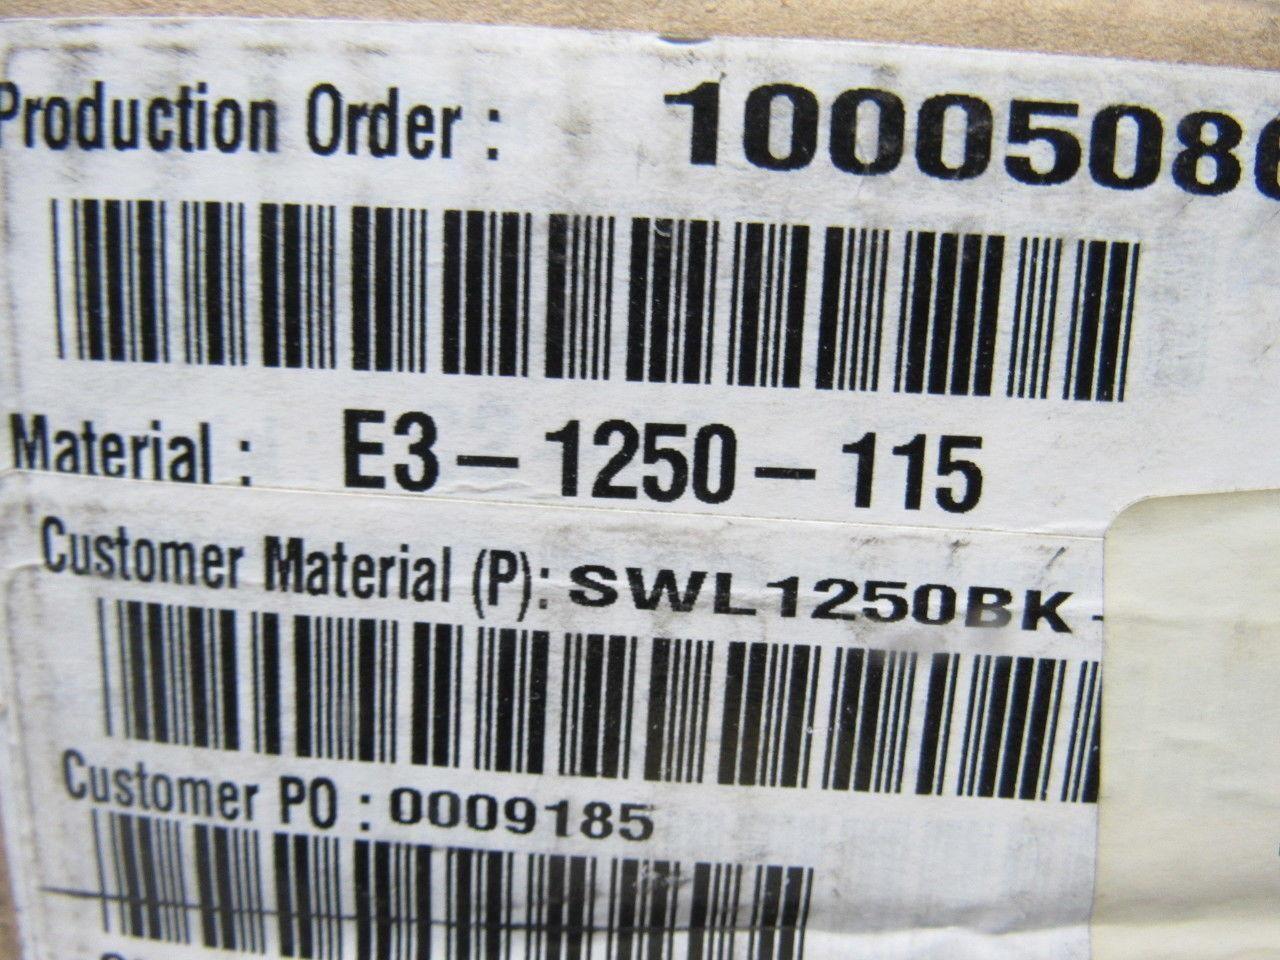 Production Order : 1000508
Material : E3-1250-115
Customer Material (P): SWL1250BK-
Customer PO : 0009185